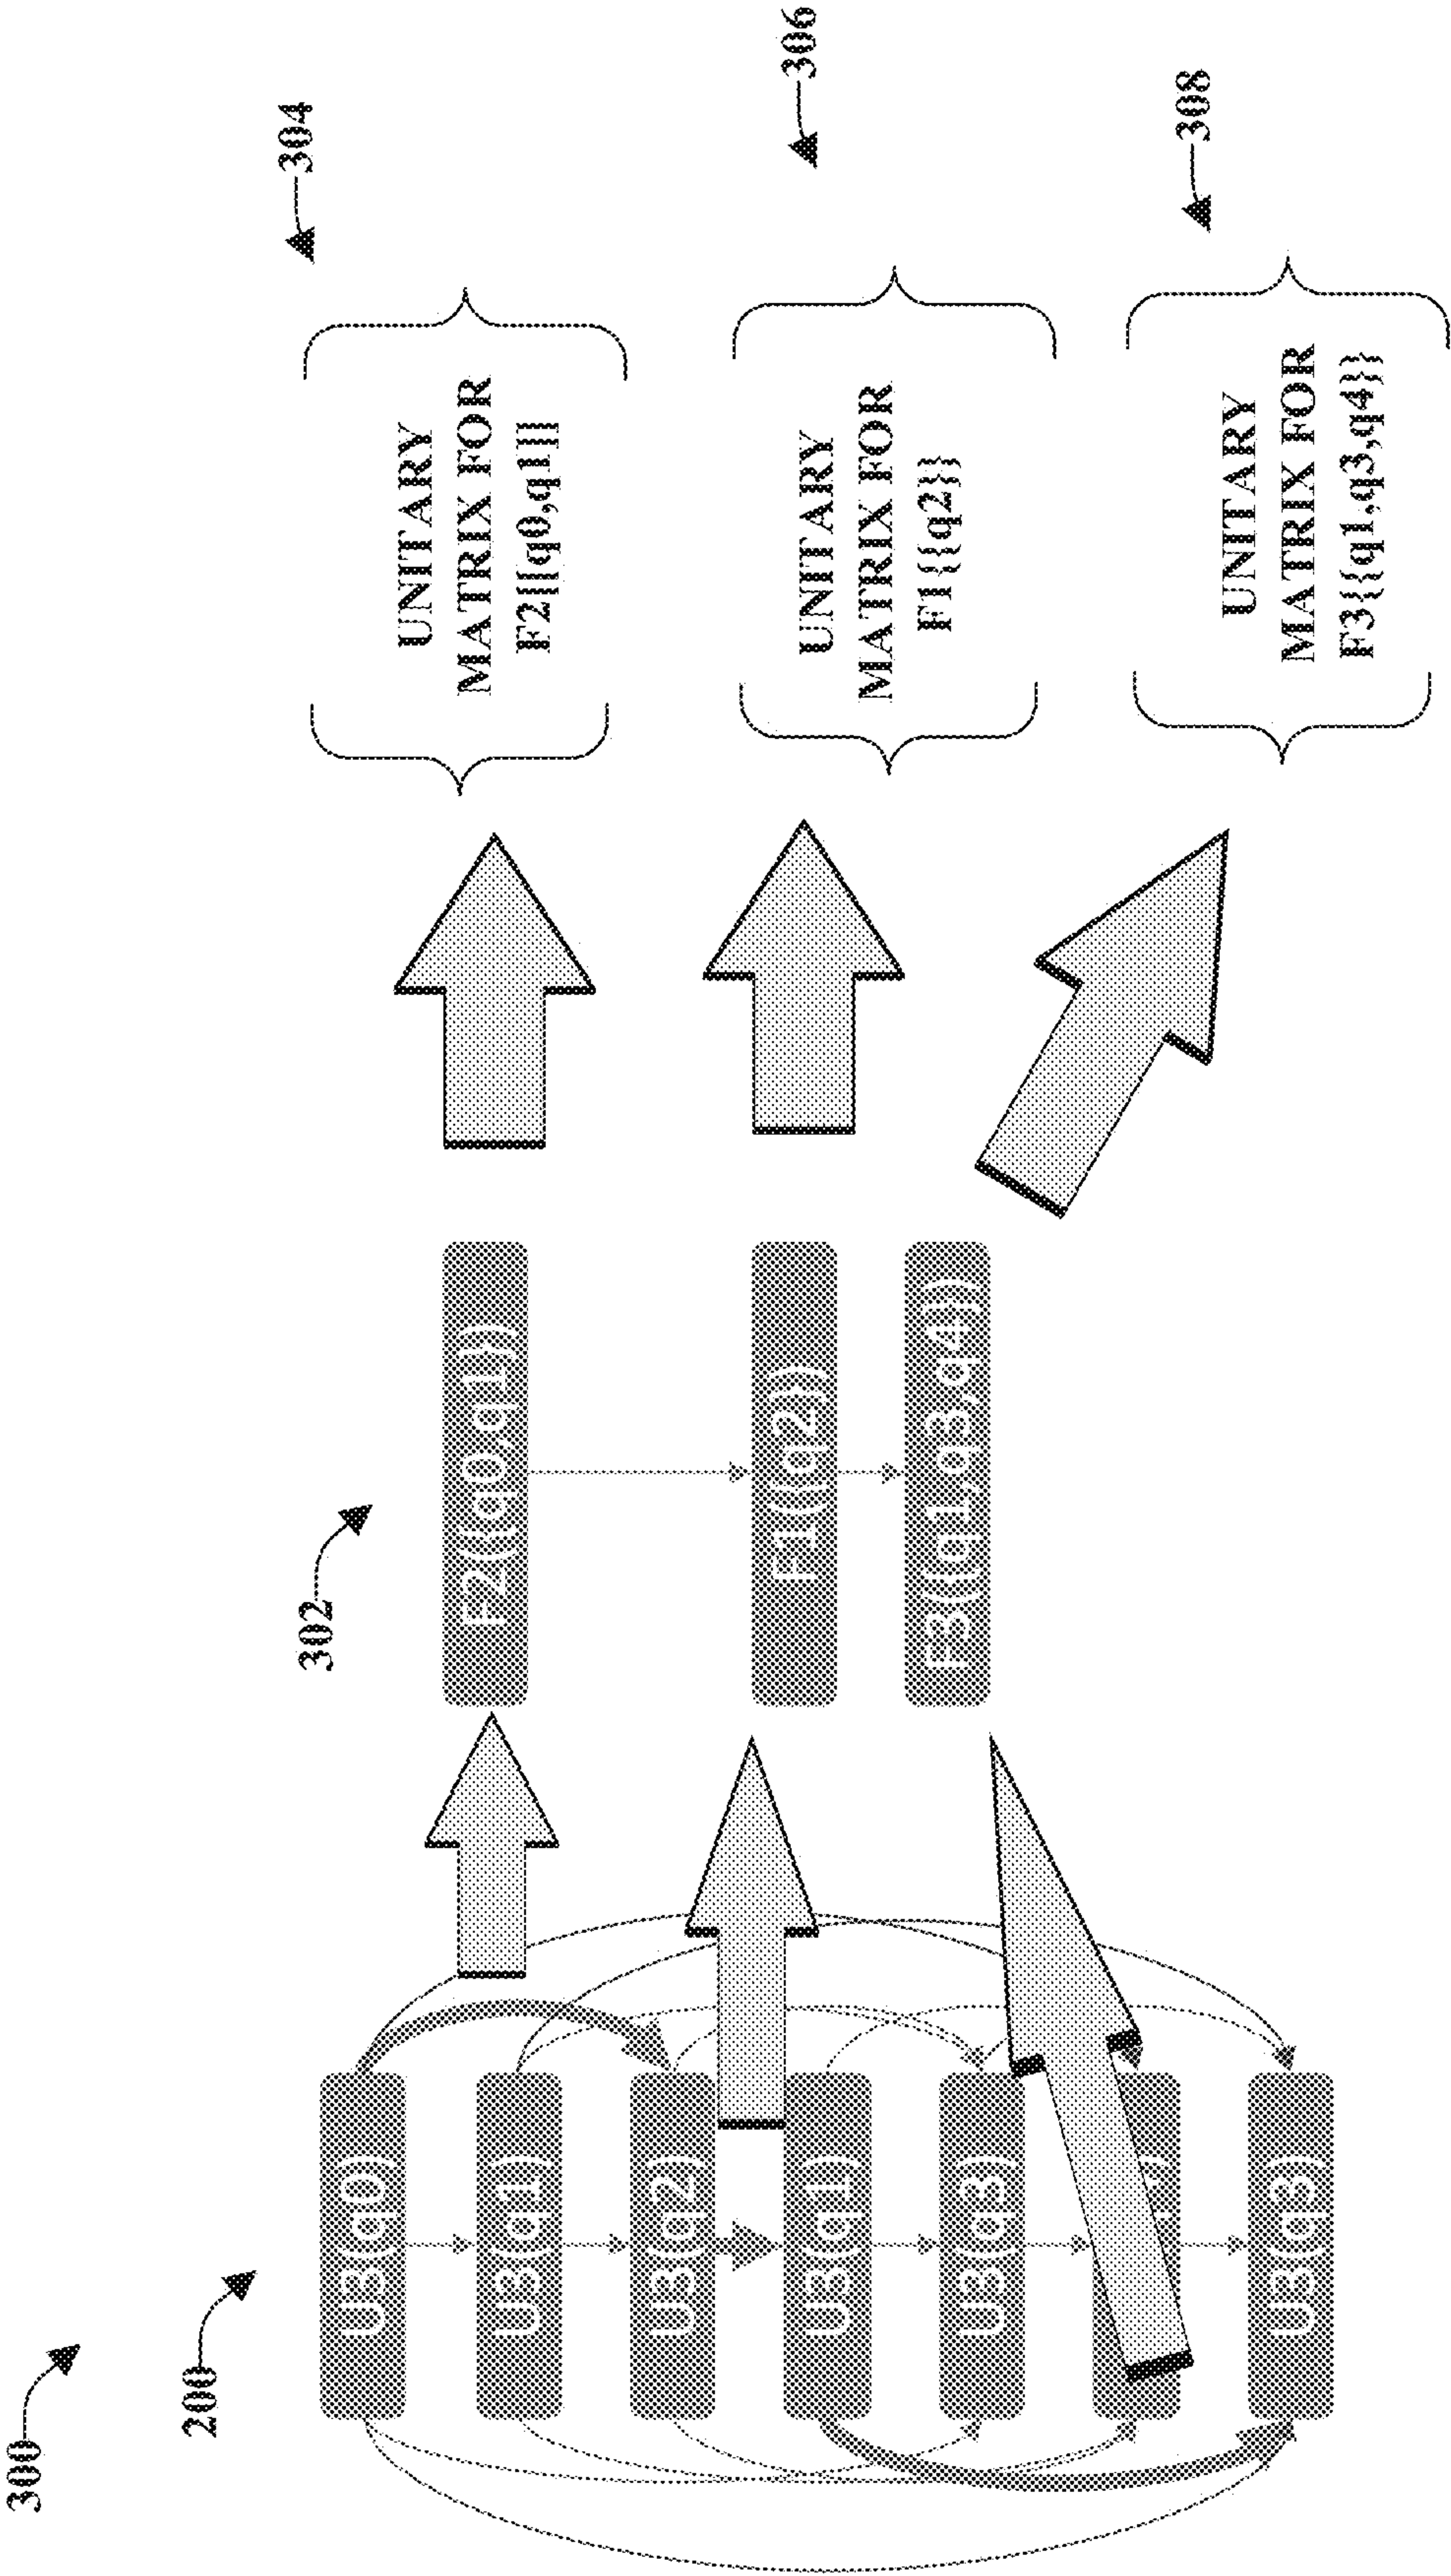 300
200
U3(q0)
U3(q1)
U3(q2)
U3(q1)
U3(q3)
U3(q3)
302
F2({q0,q1})
F1({q2})
F3({q1,q3,q4})
UNITARY
MATRIX FOR
F2[[q0,q1]]
304
UNITARY
MATRIX FOR
F1{{q2}}
306
UNITARY
MATRIX FOR
F3{{q1,q3,q4}}
308